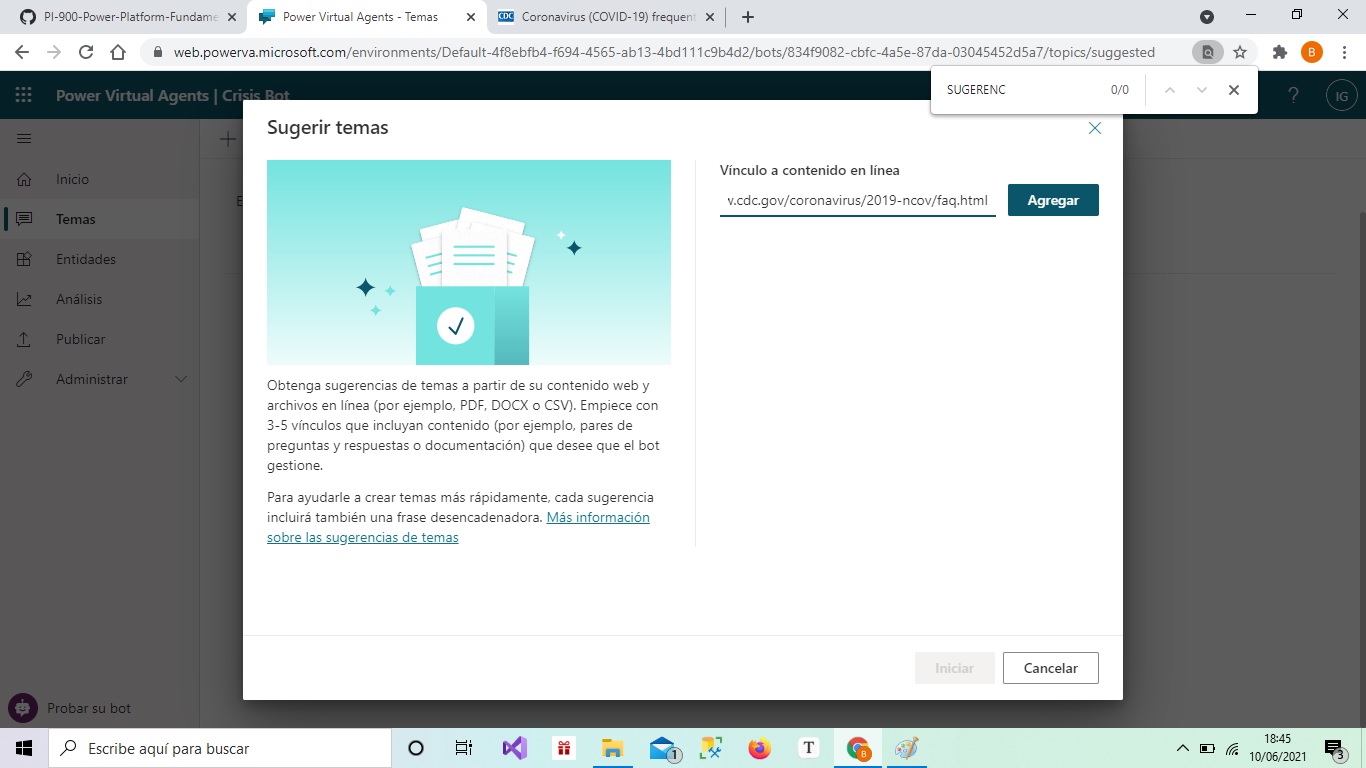 PI-900-Power-Platform-Fundame
Power Virtual Agents - Temas
CDC
Coronavirus (COVID-19) frequent
web.powerva.microsoft.com/environments/Default-4f8ebfb4-f694-4565-ab13-4bd111c9b4d2/bots/834f9082-cbfc-4a5e-87da-03045452d5a7/topics/suggested
B
SUGERENC
0/0
Power Virtual Agents | Crisis Bot
?
IG
Inicio
Temas
Entidades
Análisis
Publicar
Administrar
Probar su bot
E
Sugerir temas
Obtenga sugerencias de temas a partir de su contenido web y
archivos en línea (por ejemplo, PDF, DOCX o CSV). Empiece con
3-5 vínculos que incluyan contenido (por ejemplo, pares de
preguntas y respuestas o documentación) que desee que el bot
gestione.
Para ayudarle a crear temas más rápidamente, cada sugerencia
incluirá también una frase desencadenadora. Más información
sobre las sugerencias de temas
Vínculo a contenido en línea
v.cdc.gov/coronavirus/2019-ncov/faq.html
Agregar
Iniciar
Cancelar
Escribe aquí para buscar
1
T
B
18:45
10/06/2021
3